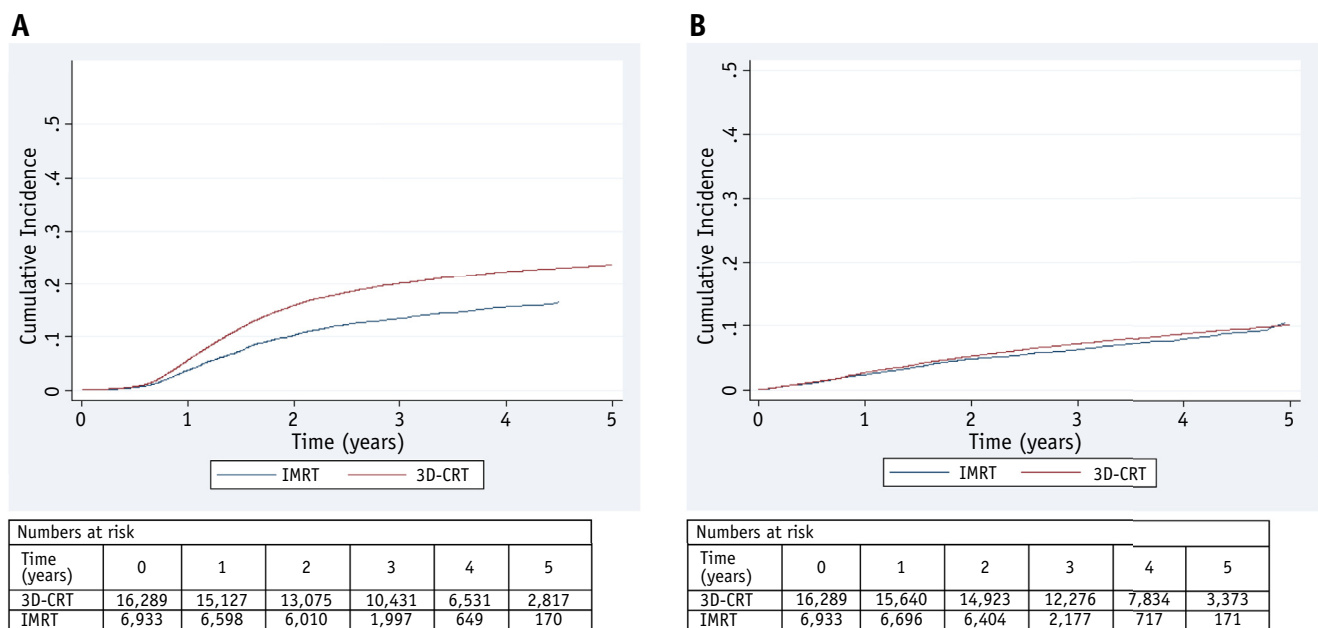 A
.5
.4
.3
.2
.1
0
Cumulative Incidence
0 1 2 3 4 5
Time (years)
IMRT 3D-CRT
Numbers at risk
Time (years) 0 1 2 3 4 5
3D-CRT 16,289 15,127 13,075 10,431 6,531 2,817
IMRT 6,933 6,598 6,010 1,997 649 170
B
.5
.4
.3
.2
.1
0
Cumulative Incidence
0 1 2 3 4 5
Time (years)
IMRT 3D-CRT
Numbers at risk
Time (years) 0 1 2 3 4 5
3D-CRT 16,289 15,640 14,923 12,276 7,834 3,373
IMRT 6,933 6,696 6,404 2,177 717 171